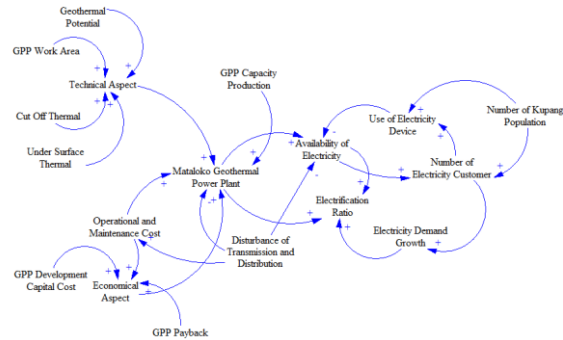 Geothermal
Potential
GPP Work Area
Technical Aspect
Cut Off Thermal
Under Surface
Thermal
GPP Capacity
Production
Mataloko Geothermal
Power Plant
Availability of
Electricity
Use of Electricity
Device
Number of Kupang
Population
Number of
Electricity Customer
Electrification
Ratio
Electricity Demand
Growth
Operational and
Maintenance Cost
Disturbance of
Transmission and
Distribution
GPP Development
Capital Cost
Economical
Aspect
GPP Payback